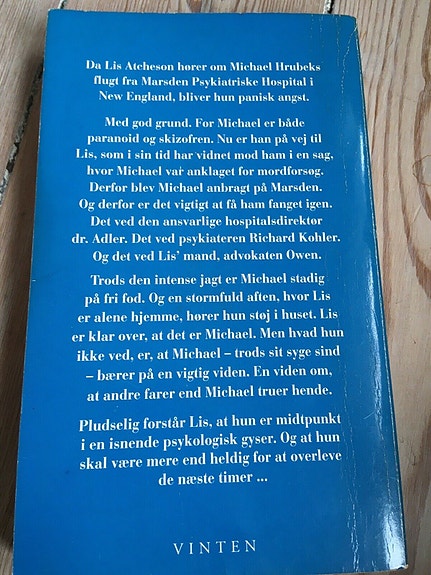 Da Lis Atcheson hører om Michael Hrubeks
flugt fra Marsden Psykiatriske Hospital i
New England, bliver hun panisk angst.
Med god grund. For Michael er både
paranoid og skizofren. Nu er han på vej til
Lis, som i sin tid har vidnet mod ham i en sag,
hvor Michael var anklaget for mordforsøg.
Derfor blev Michael anbragt på Marsden.
Og derfor er det vigtigt at få ham fanget igen.
Det ved den ansvarlige hospitalsdirektør
dr. Adler. Det ved psykiateren Richard Kohler.
Og det ved Lis' mand, advokaten Owen.
Trods den intense jagt er Michael stadig
på fri fod. Og en stormfuld aften, hvor Lis
er alene hjemme, hører hun støj i huset. Lis
er klar over, at det er Michael. Men hvad hun
ikke ved, er, at Michael – trods sit syge sind
– bærer på en vigtig viden. En viden om,
at andre farer end Michael truer hende.
Pludselig forstår Lis, at hun er midtpunkt
i en isnende psykologisk gyser. Og at hun
skal være mere end heldig for at overleve
de næste timer ...
VINTEN